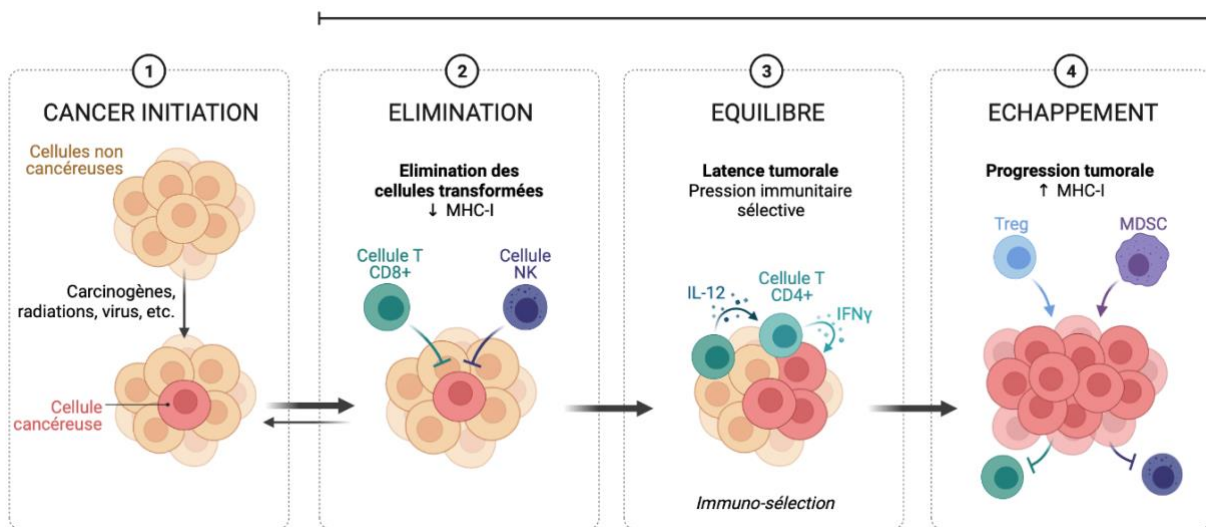 1
CANCER INITIATION
Cellules non
cancéreuses
Carcinogènes,
radiations, virus, etc.
Cellule
cancéreuse
2
ELIMINATION
Elimination des
cellules transformées
↓ MHC-I
Cellule T
CD8+
Cellule
NK
3
EQUILIBRE
Latence tumorale
Pression immunitaire
sélective
IL-12
Cellule T
CD4+
IFNγ
Immuno-sélection
4
ECHAPPEMENT
Progression tumorale
↑ MHC-I
Treg
MDSC